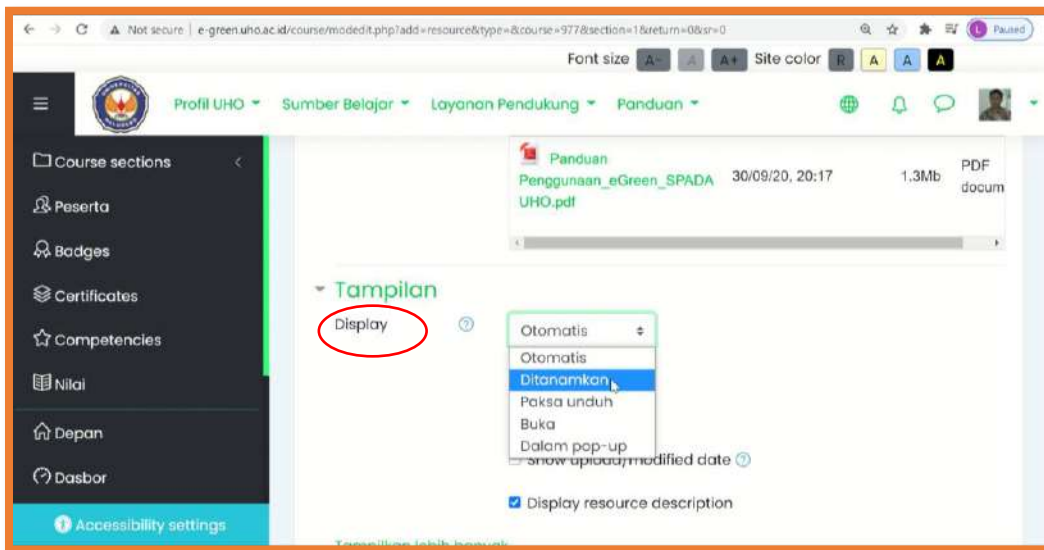 Not secure | e-green.uho.ac.id/course/modedit.php?add=resource&type=&course=977&section=1&return=0&sr=0
L Paused
Font size A- A A+ Site color R A A A
Profil UHO Sumber Belajar Layanan Pendukung Panduan
Course sections
Peserta
Badges
Certificates
Competencies
Nilai
Depan
Dasbor
Accessibility settings
Panduan
Penggunaan_eGreen_SPADA
UHO.pdf
30/09/20, 20:17
1.3Mb
PDF
docum
Tampilan
Display
Otomatis
Otomatis
Ditanamkan
Paksa unduh
Buka
Dalam pop-up
Show upload/modified date
Display resource description
Tampilkan lebih banyak